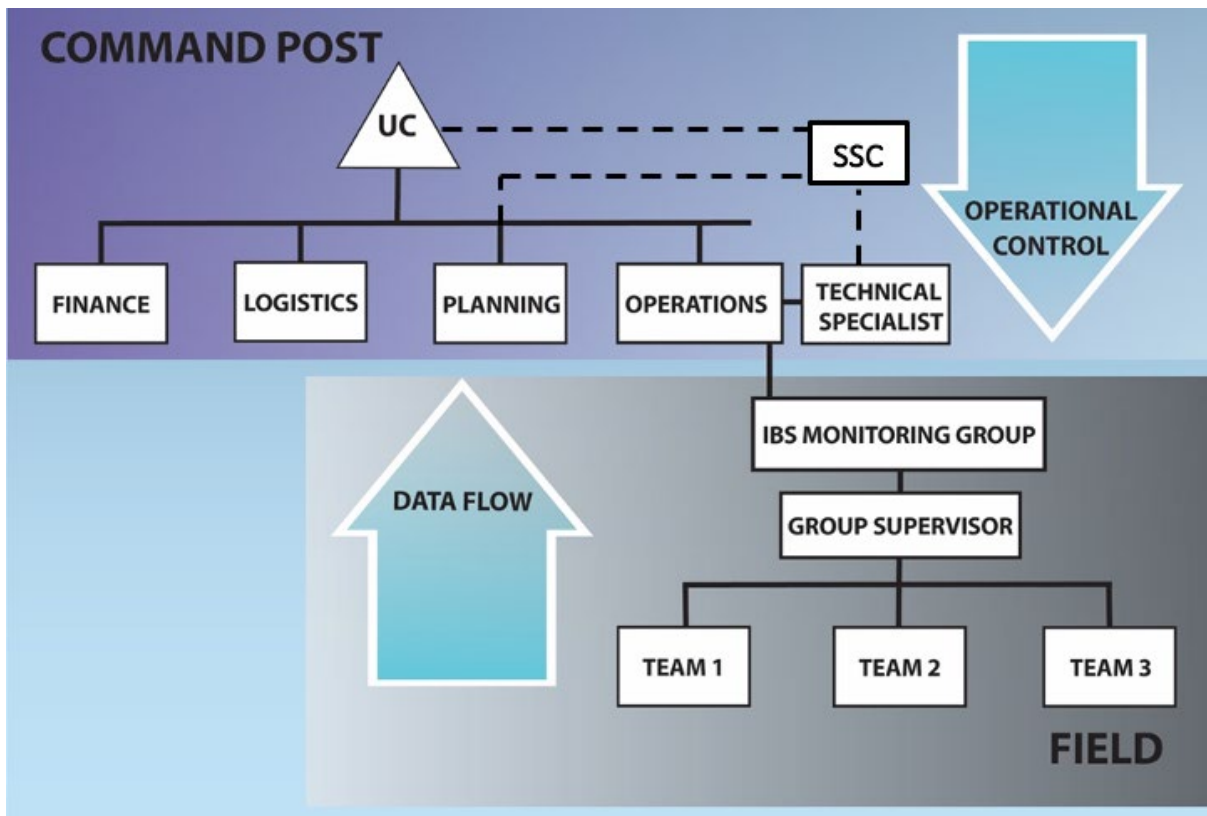 COMMAND POST
UC
SSC
OPERATIONAL
CONTROL
FINANCE
LOGISTICS
PLANNING
OPERATIONS
TECHNICAL
SPECIALIST
IBS MONITORING GROUP
DATA FLOW
GROUP SUPERVISOR
TEAM 1
TEAM 2
TEAM 3
FIELD